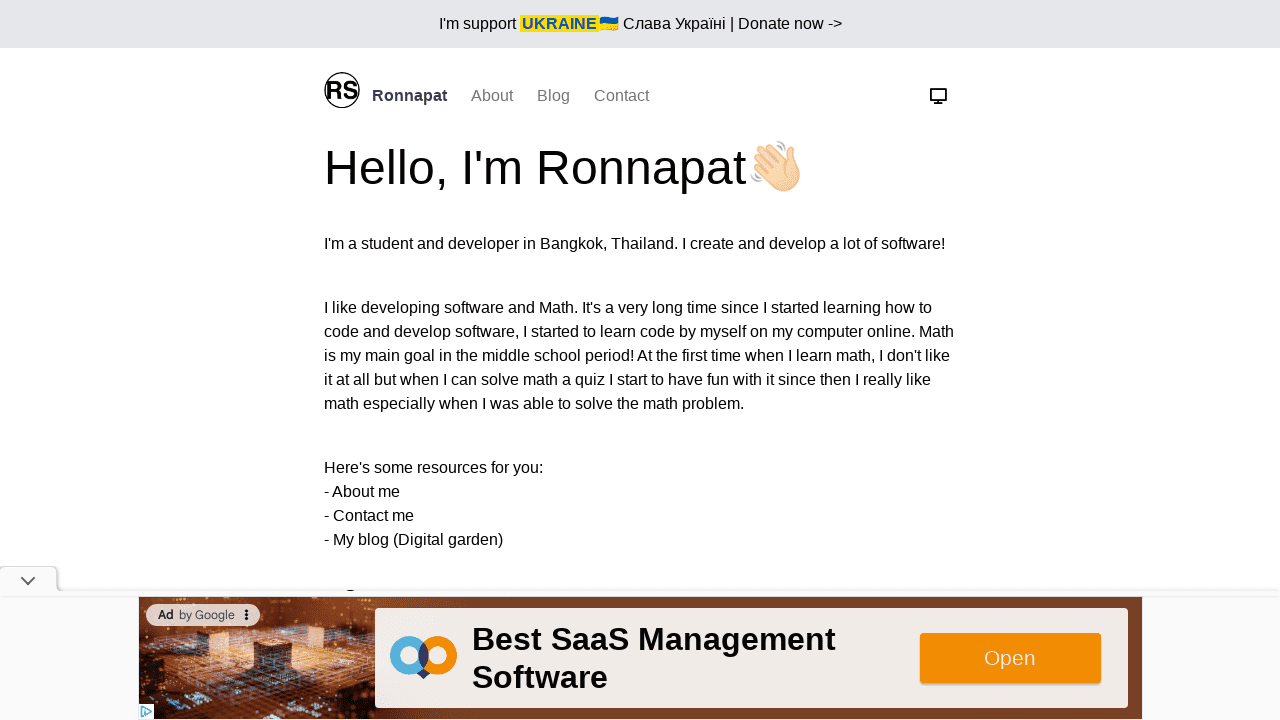 I'm support UKRAINE🇺🇦 Слава Україні | Donate now ->
RS Ronnapat About Blog Contact
Hello, I'm Ronnapat👋🏻
I'm a student and developer in Bangkok, Thailand. I create and develop a lot of software!
I like developing software and Math. It's a very long time since I started learning how to
code and develop software, I started to learn code by myself on my computer online. Math
is my main goal in the middle school period! At the first time when I learn math, I don't like
it at all but when I can solve math a quiz I start to have fun with it since then I really like
math especially when I was able to solve the math problem.
Here's some resources for you:
- About me
- Contact me
- My blog (Digital garden)
Ad by Google
Best SaaS Management
Software
Open